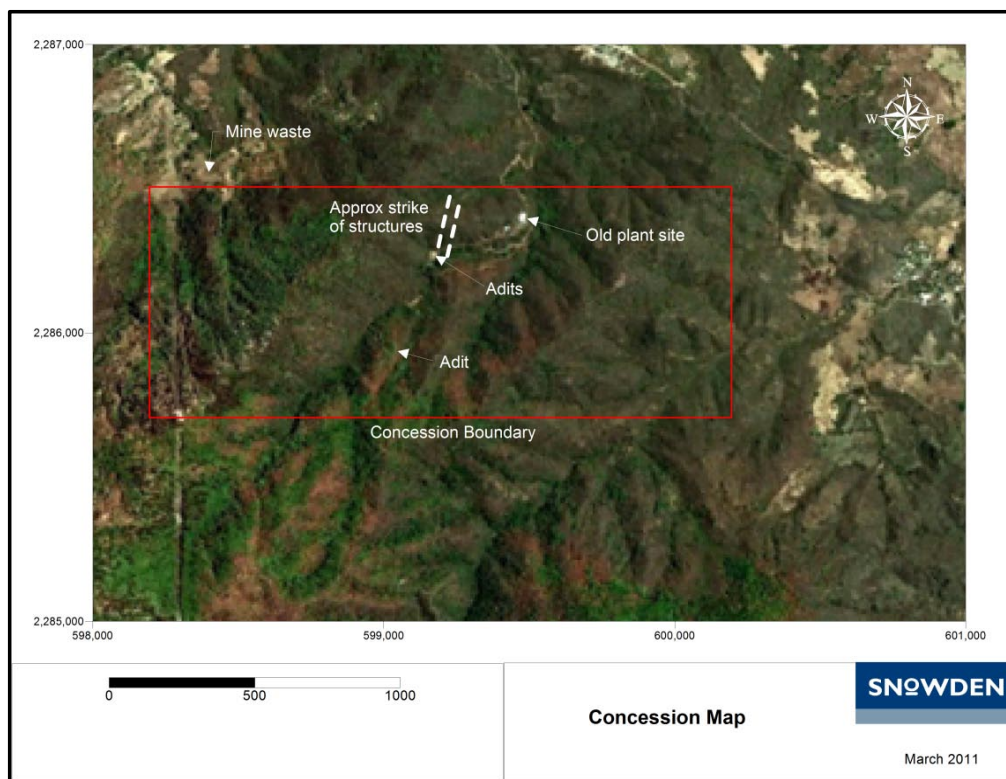 2,287,000
N
W E
S
Mine waste
Approx strike
of structures
Old plant site
Adits
2,286,000
Adit
Concession Boundary
2,285,000
598,000 599,000 600,000 601,000
0 500 1000
SNOWDEN
Concession Map
March 2011